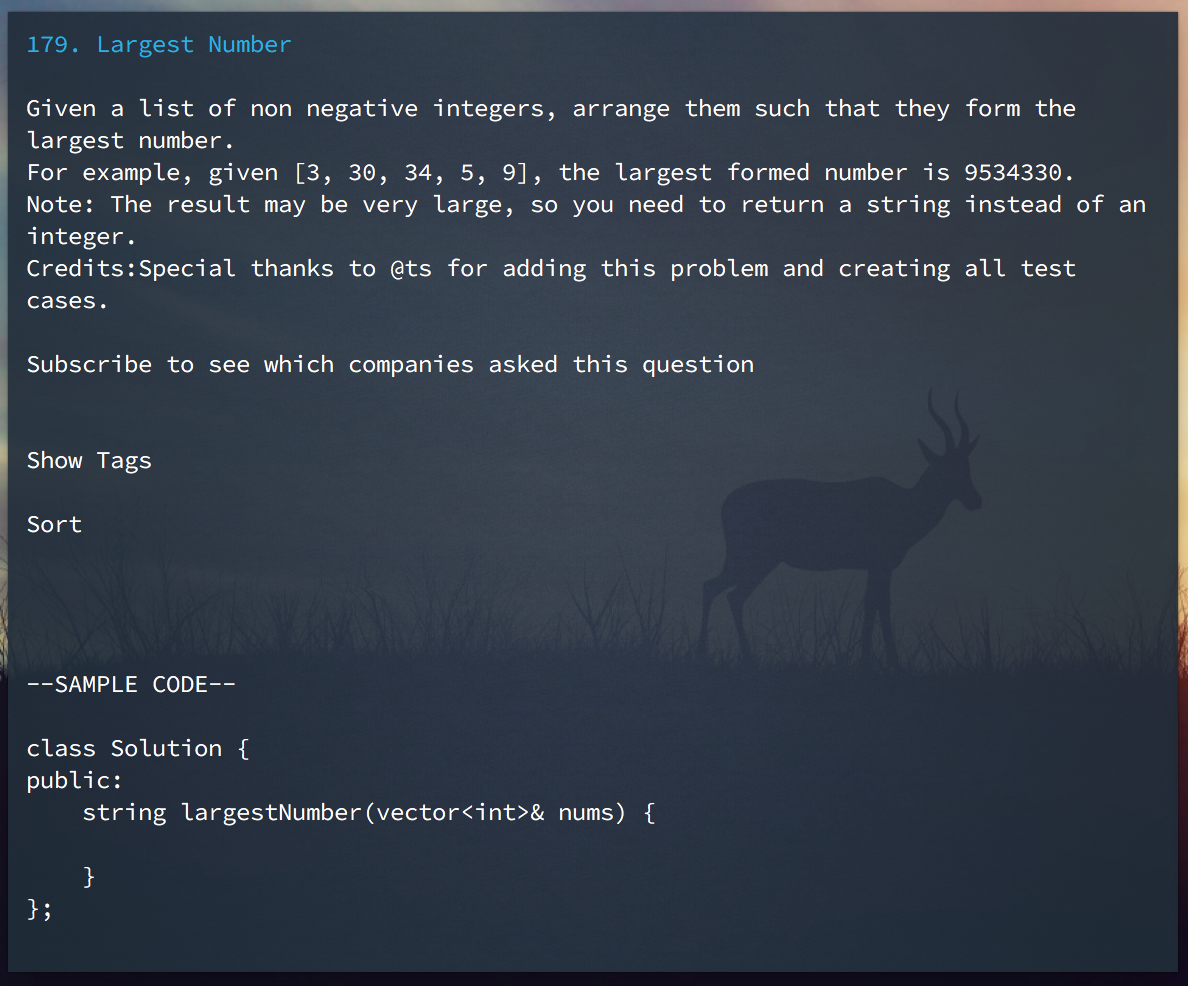 179. Largest Number
Given a list of non negative integers, arrange them such that they form the
largest number.
For example, given [3, 30, 34, 5, 9], the largest formed number is 9534330.
Note: The result may be very large, so you need to return a string instead of an
integer.
Credits:Special thanks to @ts for adding this problem and creating all test
cases.
Subscribe to see which companies asked this question
Show Tags
Sort
--SAMPLE CODE--
class Solution {
public:
    string largestNumber(vector<int>& nums) {
    }
};